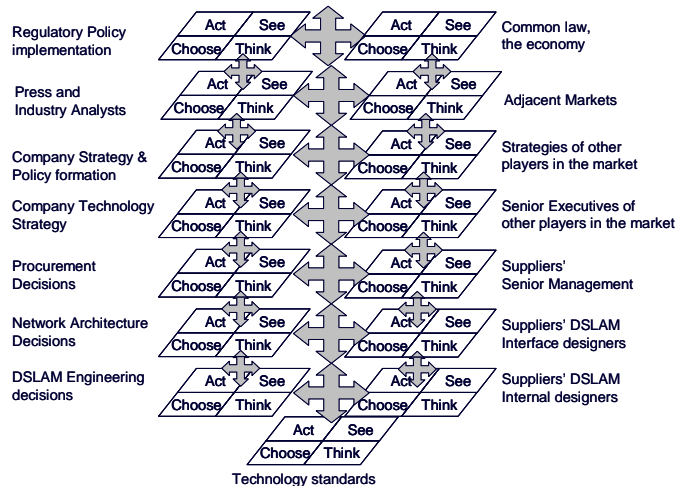 Regulatory Policy
implementation
Act See
Choose Think
Act See
Choose Think
Common law,
the economy
Press and
Industry Analysts
Act See
Choose Think
Act See
Choose Think
Adjacent Markets
Company Strategy &
Policy formation
Act See
Choose Think
Act See
Choose Think
Strategies of other
players in the market
Company Technology
Strategy
Act See
Choose Think
Act See
Choose Think
Senior Executives of
other players in the market
Procurement
Decisions
Act See
Choose Think
Act See
Choose Think
Suppliers'
Senior Management
Network Architecture
Decisions
Act See
Choose Think
Act See
Choose Think
Suppliers' DSLAM
Interface designers
DSLAM Engineering
decisions
Act See
Choose Think
Act See
Choose Think
Suppliers' DSLAM
Internal designers
Act See
Choose Think
Technology standards